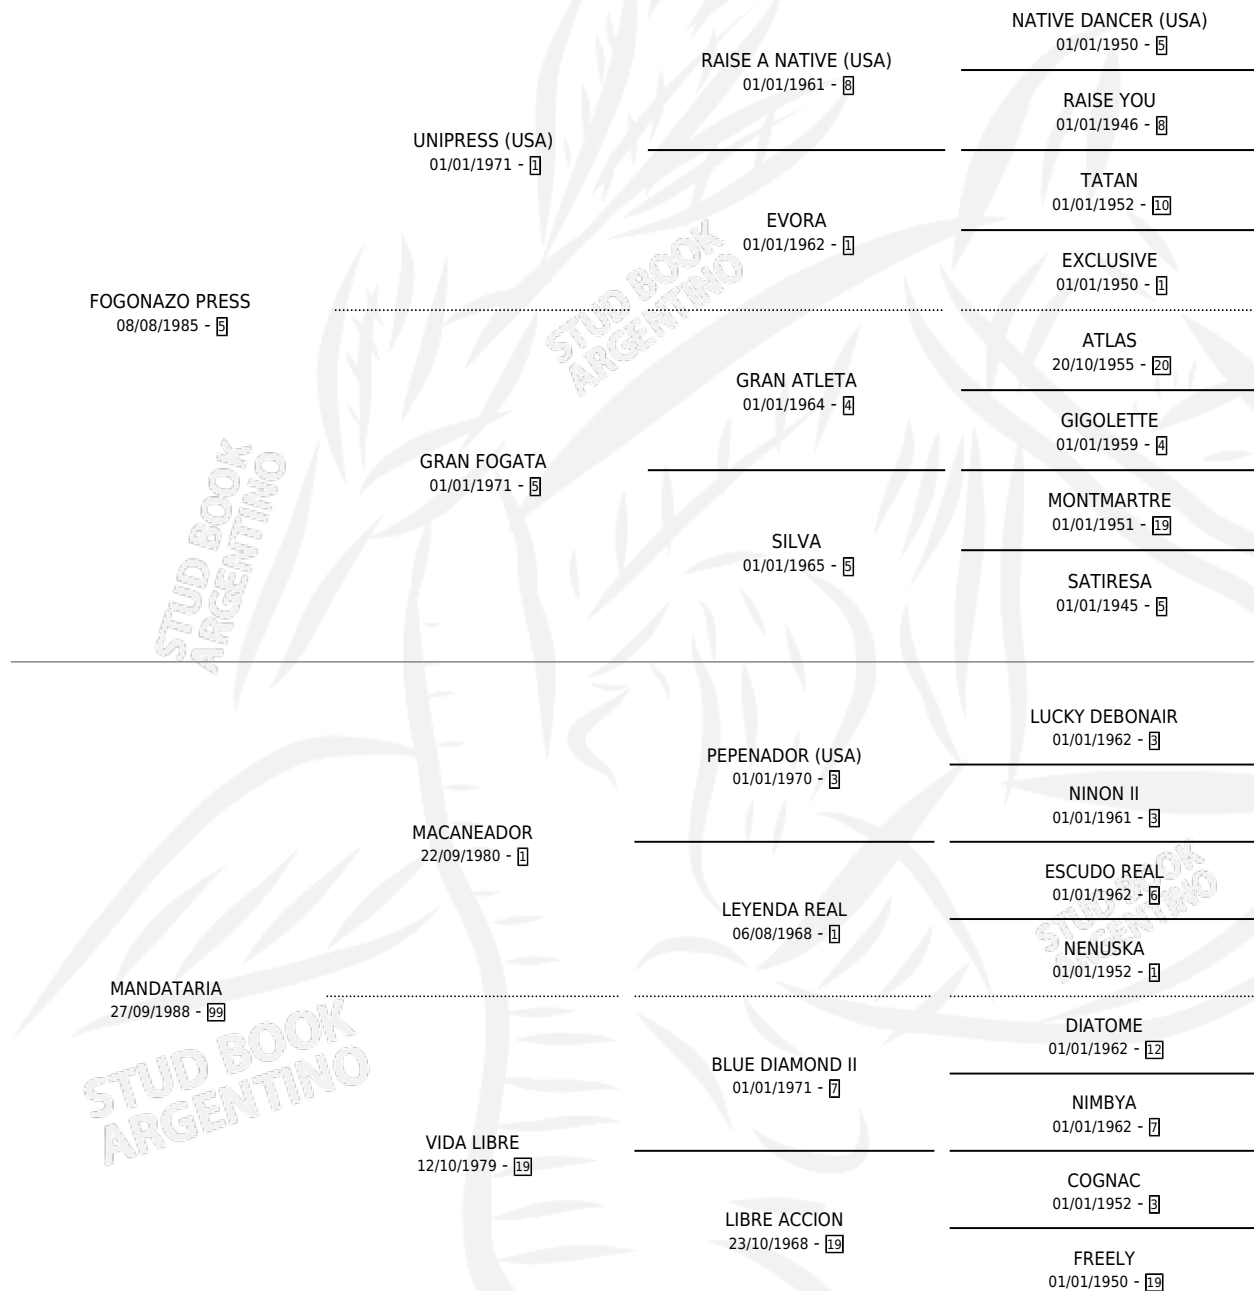 NATIVE DANCER (USA)
01/01/1950 - 5
RAISE A NATIVE (USA)
01/01/1961 - 8
RAISE YOU
01/01/1946 - 8
UNIPRESS (USA)
01/01/1971 - 1
TATAN
01/01/1952 - 10
EVORA
01/01/1962 - 1
EXCLUSIVE
01/01/1950 - 1
FOGONAZO PRESS
08/08/1985 - 5
STUD BOOK
ARGENTINO
ATLAS
20/10/1955 - 20
GRAN ATLETA
01/01/1964 - 4
GIGOLETTE
01/01/1959 - 4
GRAN FOGATA
01/01/1971 - 5
MONTMARTRE
01/01/1951 - 19
SILVA
01/01/1965 - 5
SATIRESA
01/01/1945 - 5
STUD BOOK
ARGENTINO
LUCKY DEBONAIR
01/01/1962 - 3
PEPENADOR (USA)
01/01/1970 - 3
NINON II
01/01/1961 - 3
MACANEADOR
22/09/1980 - 1
ESCUDO REAL
01/01/1962 - 6
LEYENDA REAL
06/08/1968 - 1
NENUSKA
01/01/1952 - 1
STUD BOOK
ARGENTINO
MANDATARIA
27/09/1988 - 99
STUD BOOK
ARGENTINO
DIATOME
01/01/1962 - 12
BLUE DIAMOND II
01/01/1971 - 7
NIMBYA
01/01/1962 - 7
VIDA LIBRE
12/10/1979 - 19
COGNAC
01/01/1952 - 3
LIBRE ACCION
23/10/1968 - 19
FREELY
01/01/1950 - 19